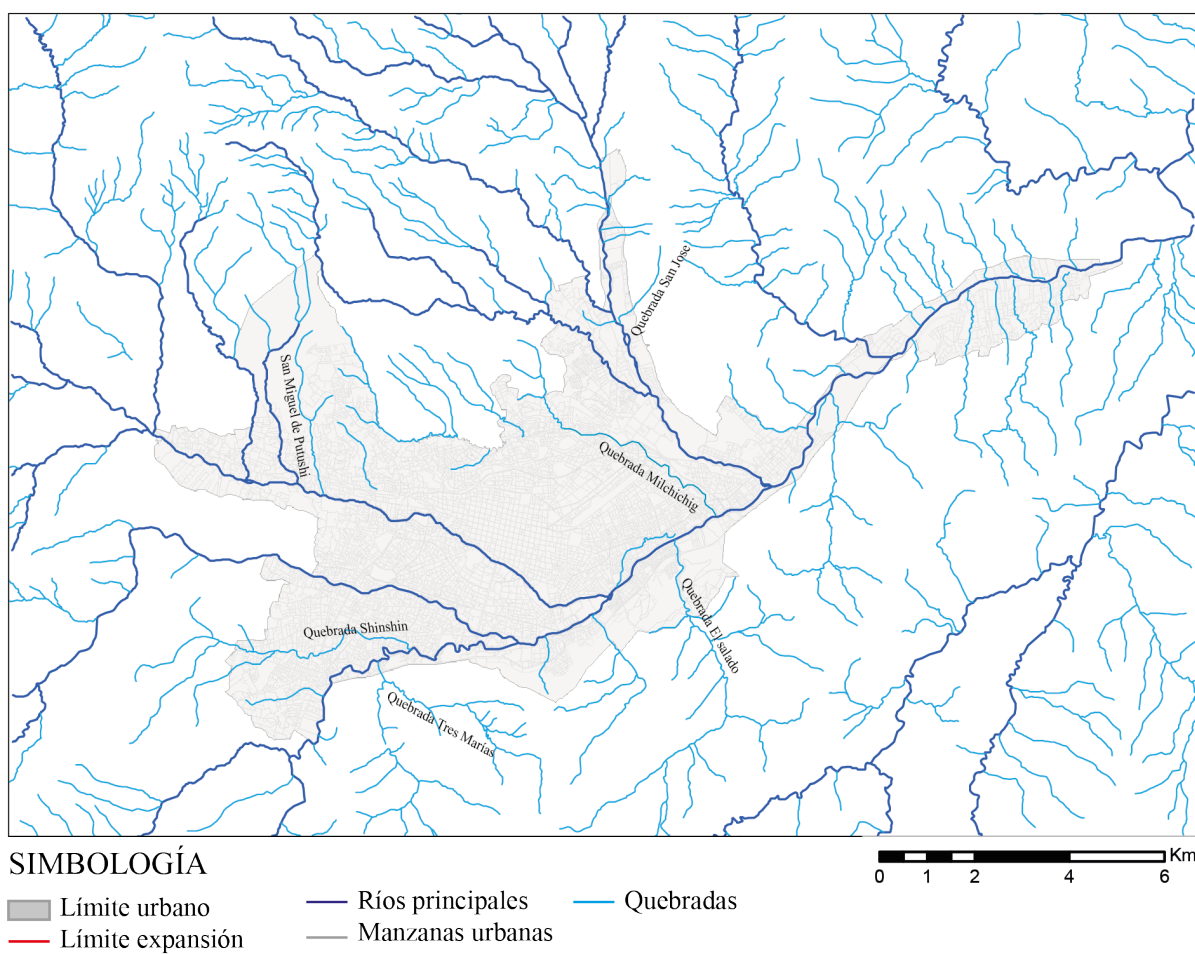 Quebrada San Jose
San Miguel de Putushi
Quebrada Milchichig
Quebrada El salado
Quebrada Shinshin
Quebrada Tres Marías
SIMBOLOGÍA
Límite urbano
Límite expansión
Ríos principales
Manzanas urbanas
Quebradas
Km
0 1 2 4 6